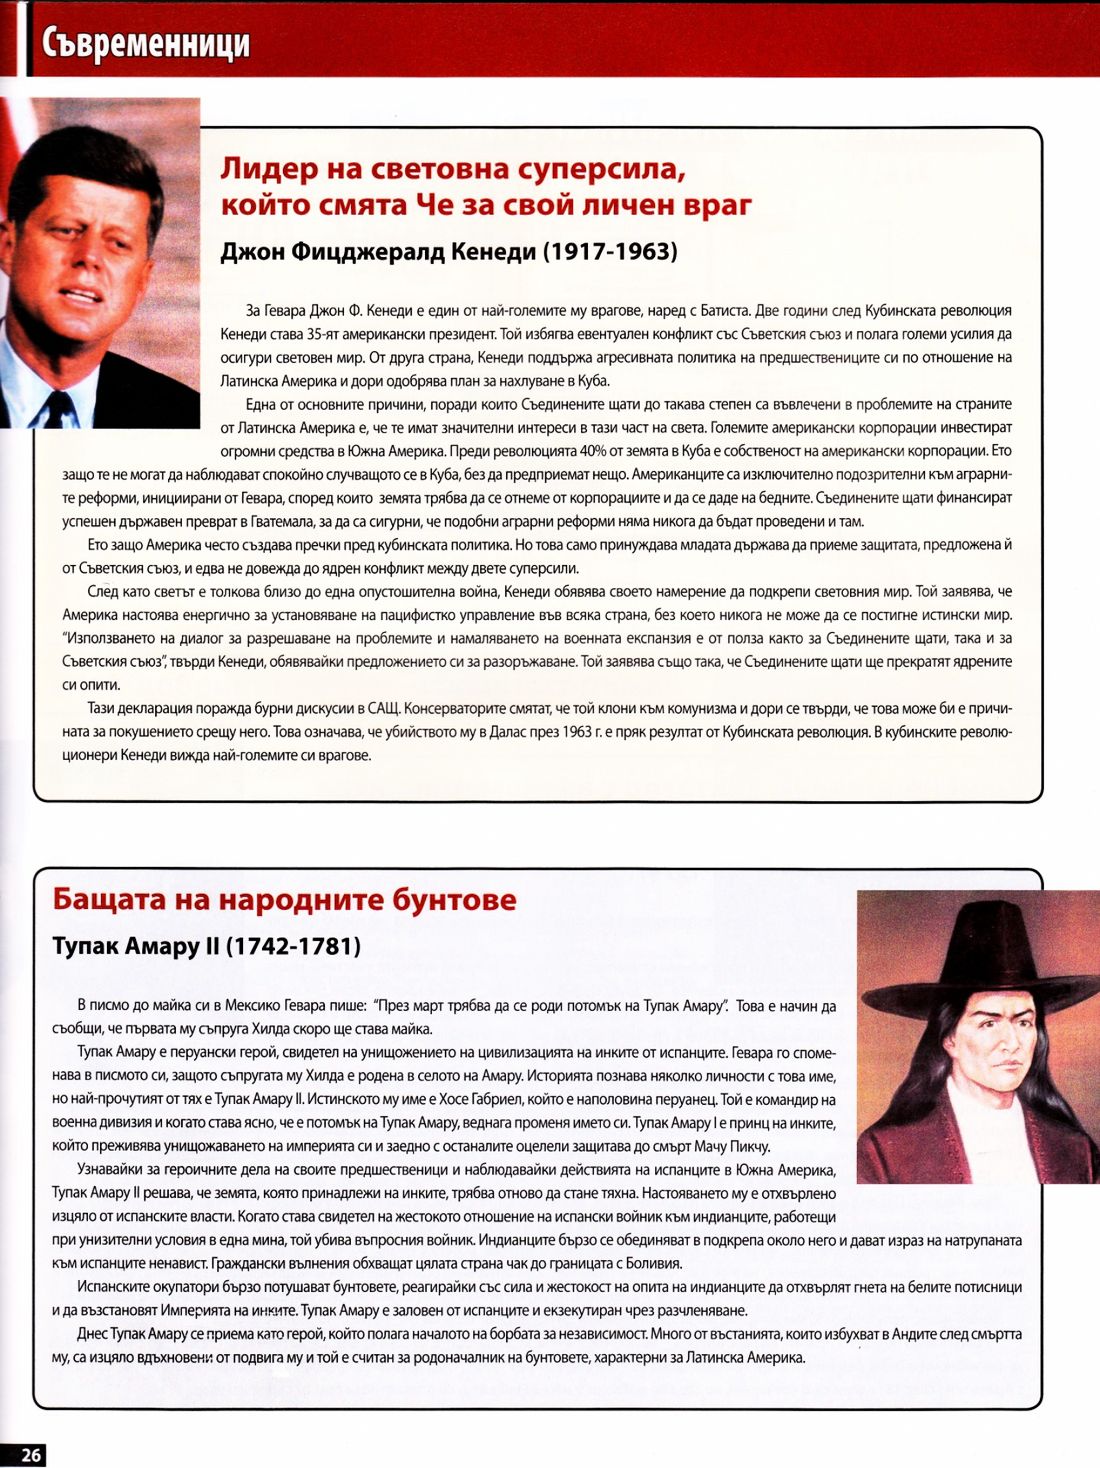 Съвременници
Лидер на световна суперсила,
който смята Че за свой личен враг
Джон Фицджералд Кенеди (1917-1963)
За Гевара Джон Ф. Кенеди е един от най-големите му врагове, наред с Батиста. Две години след Кубинската революция
Кенеди става 35-ят американски президент. Той избягва евентуален конфликт със Съветския съюз и полага големи усилия да
осигури световен мир. От друга страна, Кенеди поддържа агресивната политика на предшествениците си по отношение на
Латинска Америка и дори одобрява план за нахлуване в Куба.
Една от основните причини, поради които Съединените щати до такава степен са въвлечени в проблемите на страните
от Латинска Америка е, че те имат значителни интереси в тази част на света. Големите американски корпорации инвестират
огромни средства в Южна Америка. Преди революцията 40% от земята в Куба е собственост на американски корпорации. Ето
защо те не могат да наблюдават спокойно случващото се в Куба, без да предприемат нещо. Американците са изключително подозрителни към аграрни-
те реформи, инициирани от Гевара, според които земята трябва да се отнеме от корпорациите и да се даде на бедните. Съединените щати финансират
успешен държавен преврат в Гватемала, за да са сигурни, че подобни аграрни реформи няма никога да бъдат проведени и там.
Ето защо Америка често създава пречки пред кубинската политика. Но това само принуждава младата държава да приеме защитата, предложена й
от Съветския съюз, и едва не довежда до ядрен конфликт между двете суперсили.
След като светът е толкова близо до една опустошителна война, Кенеди обявява своето намерение да подкрепи световния мир. Той заявява, че
Америка настоява енергично за установяване на пацифистко управление във всяка страна, без което никога не може да се постигне истински мир.
“Използването на диалог за разрешаване на проблемите и намаляването на военната експанзия е от полза както за Съединените щати, така и за
Съветския съюз”, твърди Кенеди, обявявайки предложението си за разоръжаване. Той заявява също така, че Съединените щати ще прекратят ядрените
си опити.
Тази декларация поражда бурни дискусии в САЩ. Консерваторите смятат, че той клони към комунизма и дори се твърди, че това може би е причи-
ната за покушението срещу него. Това означава, че убийството му в Далас през 1963 г. е пряк резултат от Кубинската революция. В кубинските револю-
ционери Кенеди вижда най-големите си врагове.
Бащата на народните бунтове
Тупак Амару II (1742-1781)
В писмо до майка си в Мексико Гевара пише: “През март трябва да се роди потомък на Тупак Амару”. Това е начин да
съобщи, че първата му съпруга Хилда скоро ще става майка.
Тупак Амару е перуански герой, свидетел на унищожението на цивилизацията на инките от испанците. Гевара го споме-
нава в писмото си, защото съпругата му Хилда е родена в селото на Амару. Историята познава няколко личности с това име,
но най-прочутият от тях е Тупак Амару II. Истинското му име е Хосе Габриел, който е наполовина перуанец. Той е командир на
военна дивизия и когато става ясно, че е потомък на Тупак Амару, веднага променя името си. Тупак Амару I е принц на инките,
който преживява унищожаването на империята си и заедно с останалите оцелели защитава до смърт Мачу Пикчу.
Узнавайки за героичните дела на своите предшественици и наблюдавайки действията на испанците в Южна Америка,
Тупак Амару II решава, че земята, която принадлежи на инките, трябва отново да стане тяхна. Настояването му е отхвърлено
изцяло от испанските власти. Когато става свидетел на жестокото отношение на испански войник към индианците, работещи
при унизителни условия в една мина, той убива въпросния войник. Индианците бързо се обединяват в подкрепа около него и дават израз на натрупаната
към испанците ненавист. Граждански вълнения обхващат цялата страна чак до границата с Боливия.
Испанските окупатори бързо потушават бунтовете, реагирайки със сила и жестокост на опита на индианците да отхвърлят гнета на белите потисници
и да възстановят Империята на инките. Тупак Амару е заловен от испанците и екзекутиран чрез разчленяване.
Днес Тупак Амару се приема като герой, който полага началото на борбата за независимост. Много от въстанията, които избухват в Андите след смъртта
му, са изцяло вдъхновени от подвига му и той е считан за родоначалник на бунтовете, характерни за Латинска Америка.
26